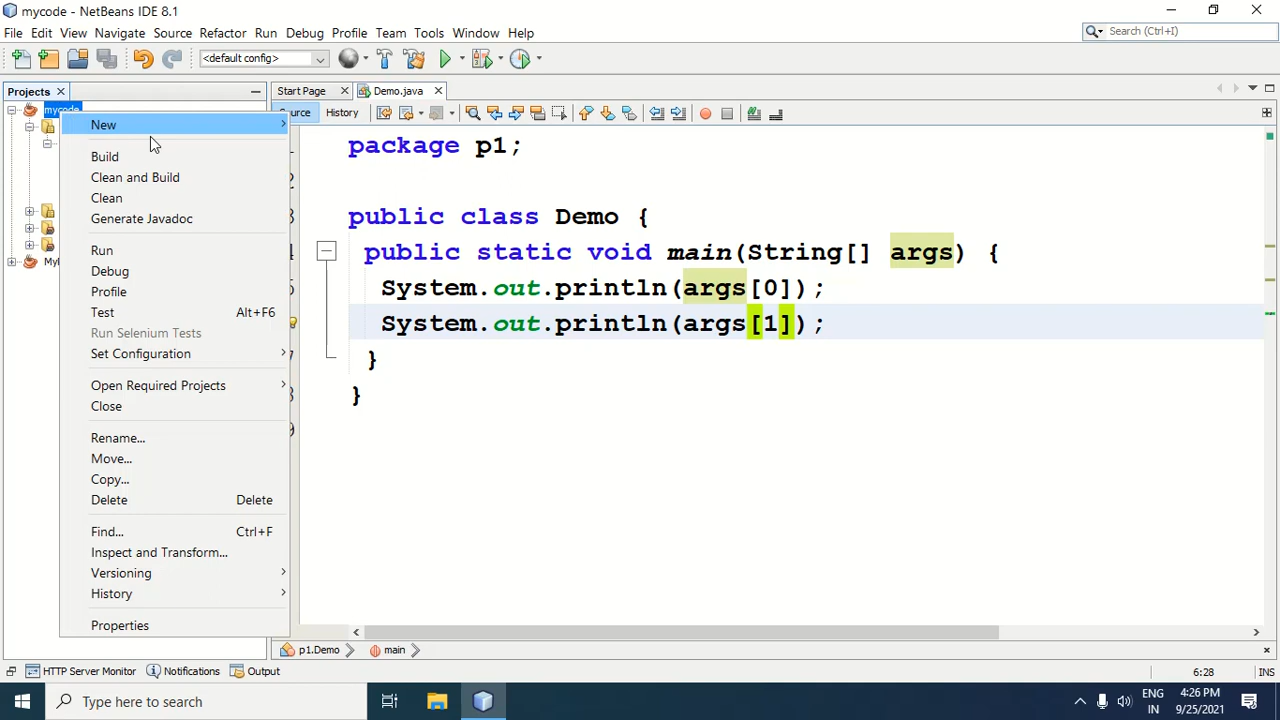 mycode - NetBeans IDE 8.1
File Edit View Navigate Source Refactor Run Debug Profile Team Tools Window Help
Search (Ctrl+I)
<default config>
Projects
Start Page
Demo.java
mycode
Source
History
New
Build
Clean and Build
Clean
Generate Javadoc
Run
Debug
Profile
Test Alt+F6
Run Selenium Tests
Set Configuration
Open Required Projects
Close
Rename...
Move...
Copy...
Delete Delete
Find... Ctrl+F
Inspect and Transform...
Versioning
History
Properties
package p1;
public class Demo {
public static void main(String[] args) {
System.out.println(args[0]);
System.out.println(args[1]);
}
}
p1.Demo
main
HTTP Server Monitor
Notifications
Output
6:28
INS
Type here to search
ENG
IN
4:26 PM
9/25/2021